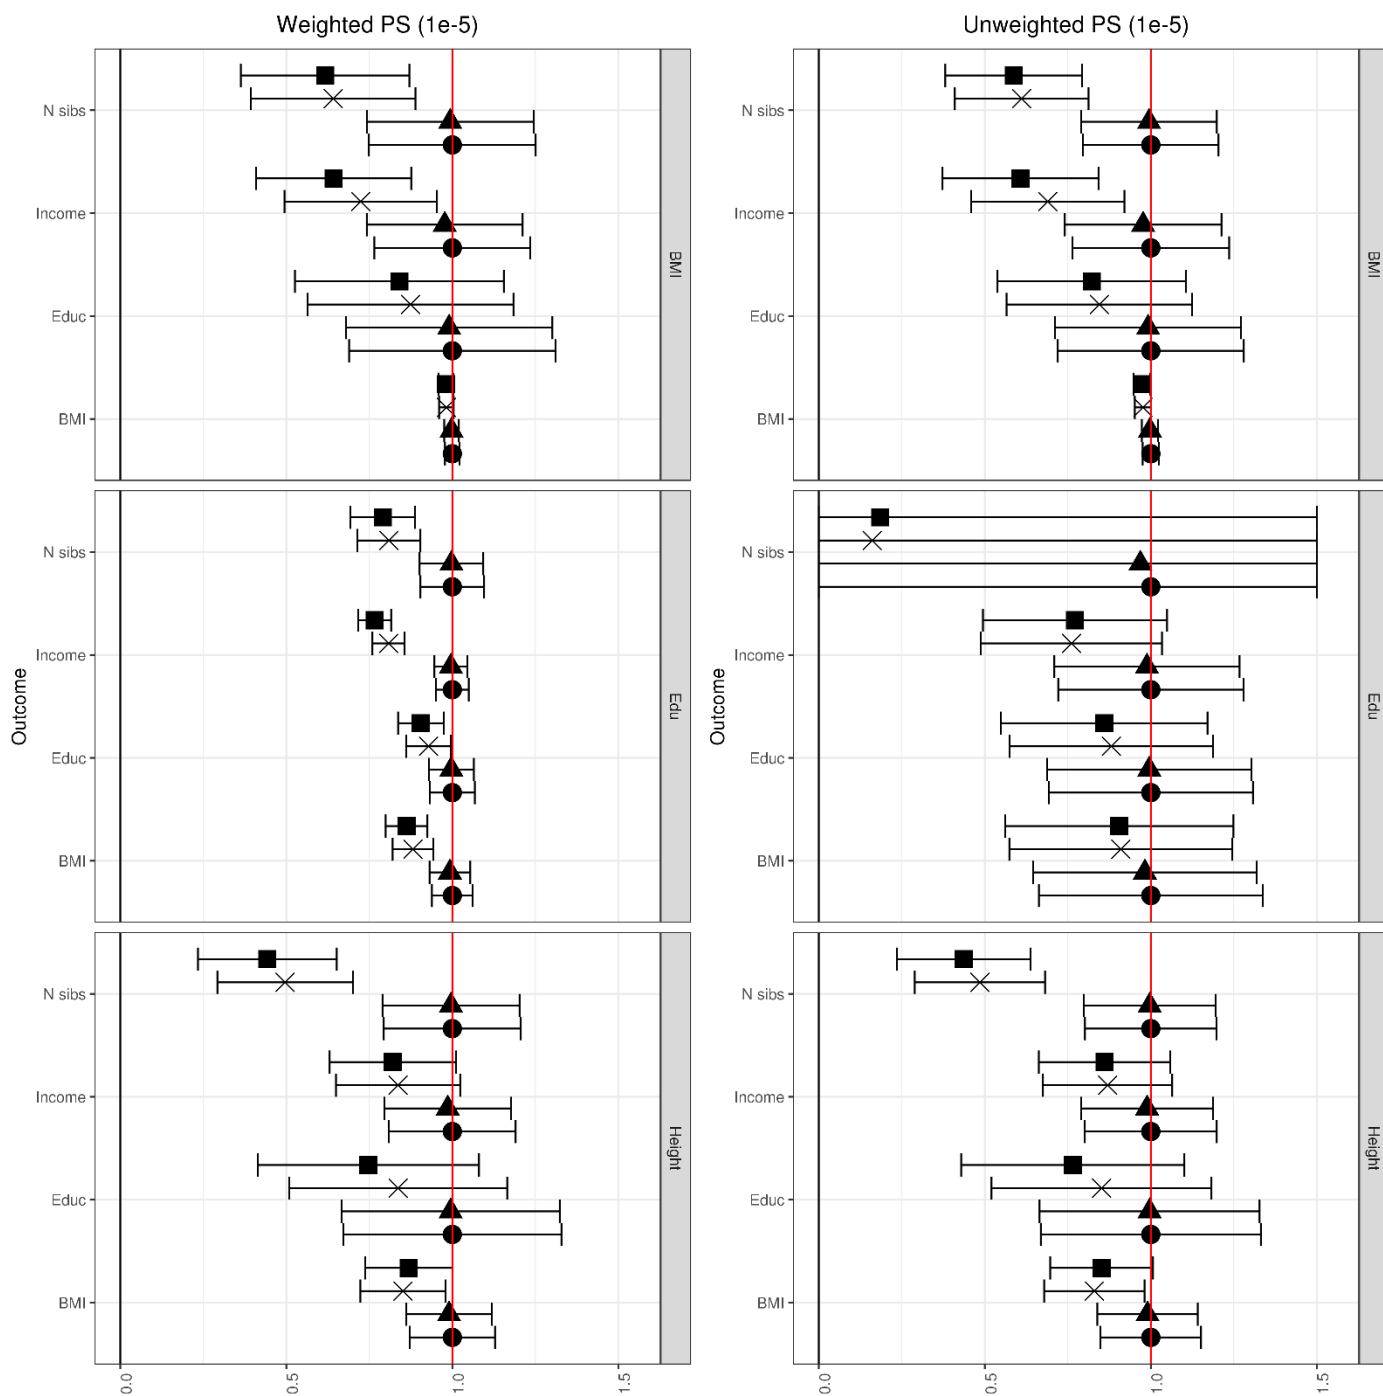 Weighted PS (1e-5)
N sibs
Income
Educ
BMI
BMI
N sibs
Income
Educ
BMI
Edu
N sibs
Income
Educ
BMI
Height
Outcome
0.0
0.5
1.0
1.5
Unweighted PS (1e-5)
N sibs
Income
Educ
BMI
BMI
N sibs
Income
Educ
BMI
Edu
N sibs
Income
Educ
BMI
Height
Outcome
0.0
0.5
1.0
1.5